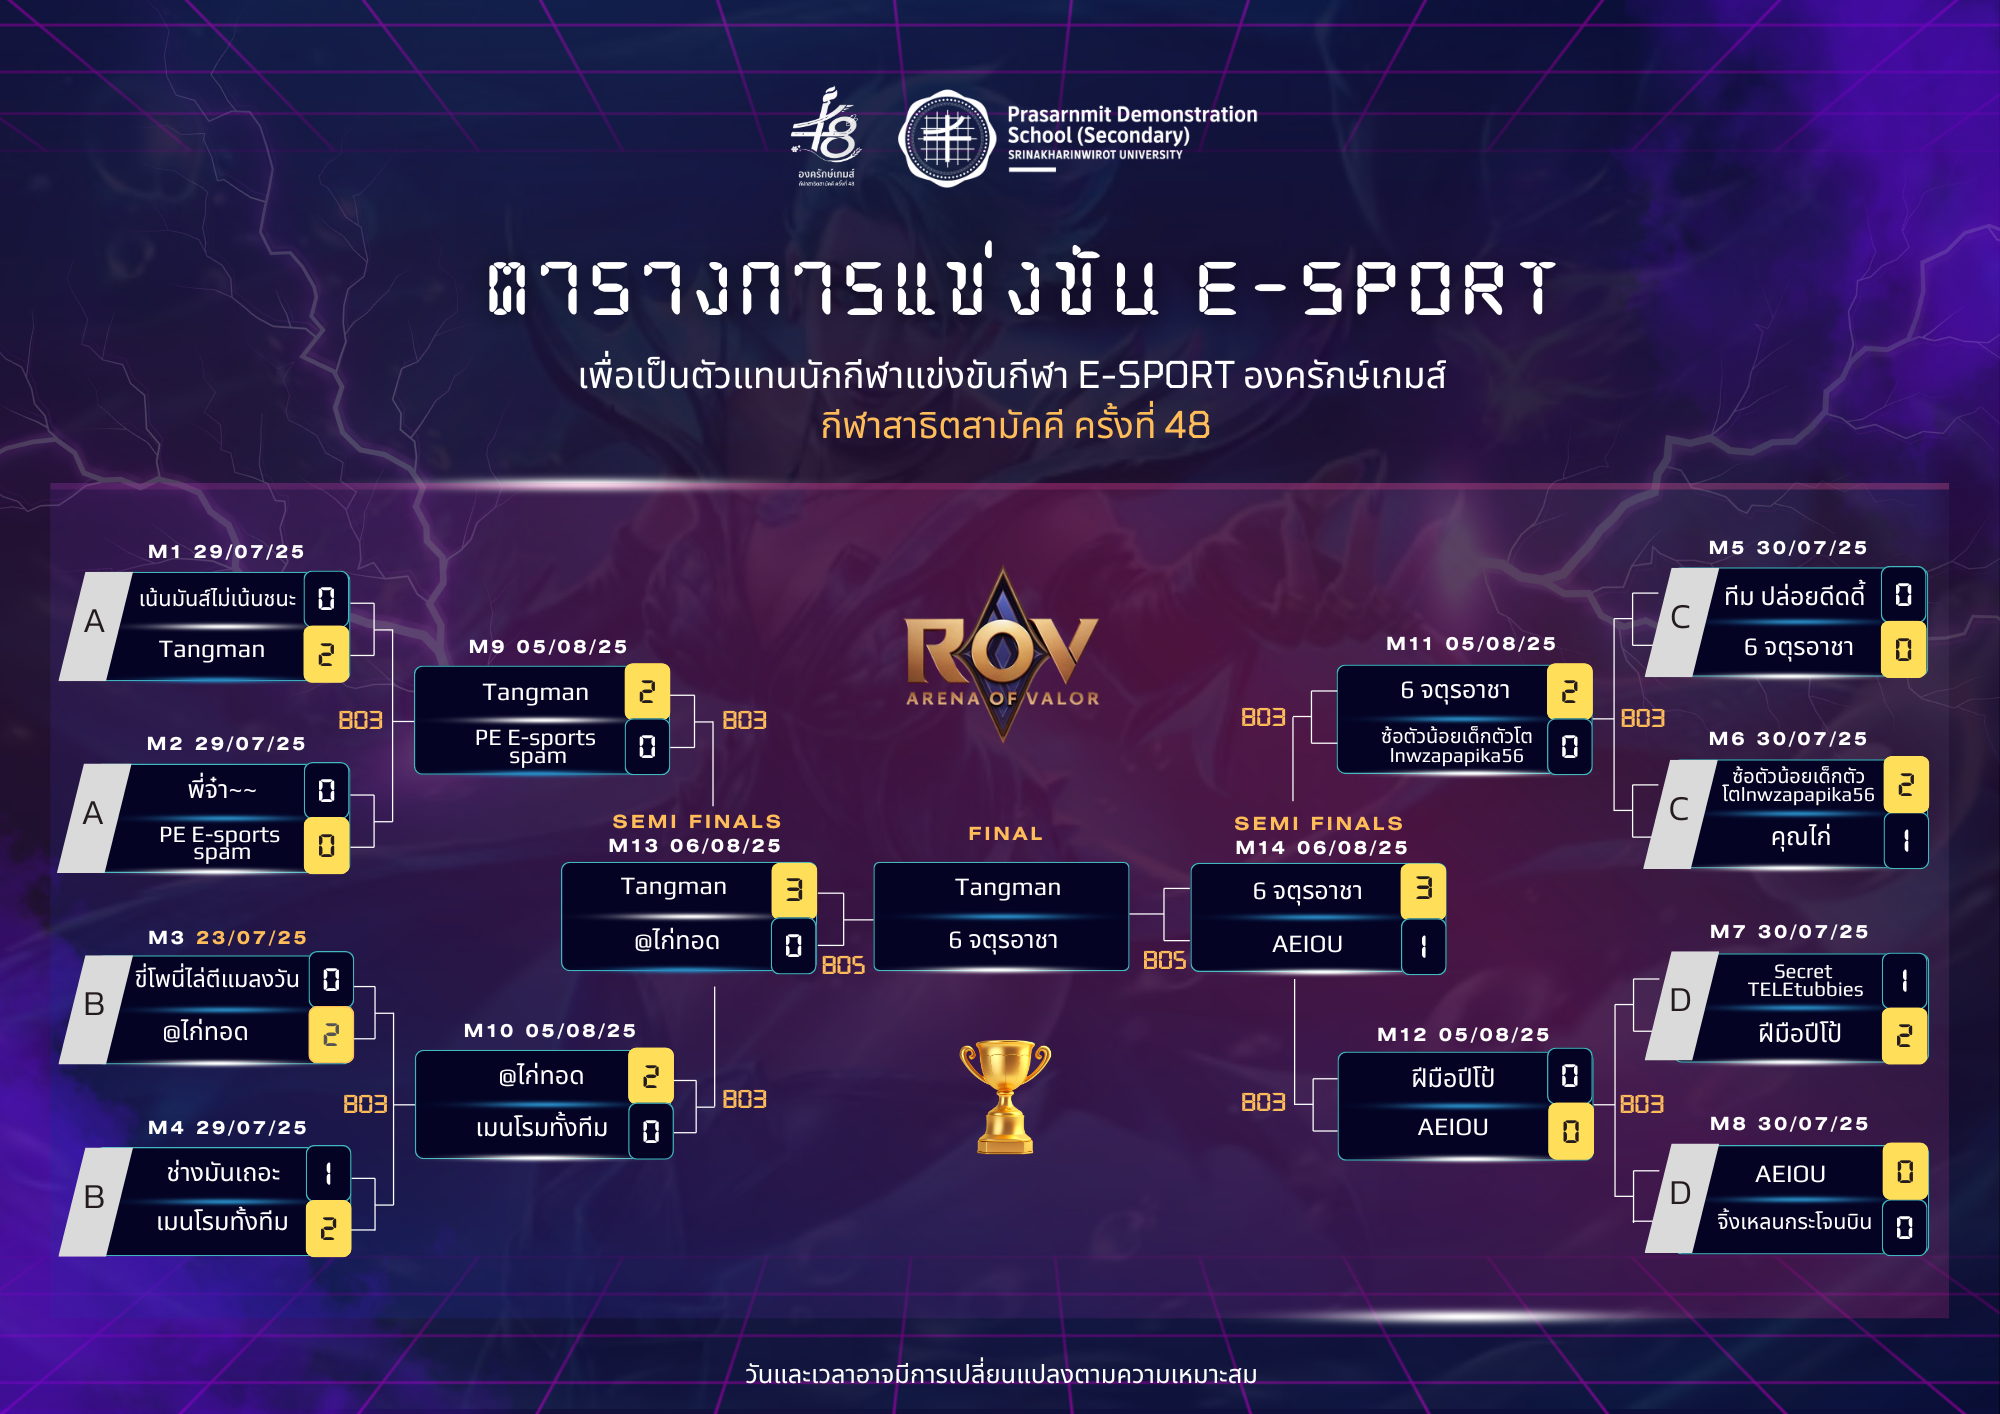 องครักษ์เกมส์
กีฬาสาธิตสามัคคี ครั้งที่ 48
Prasarnmit Demonstration
School (Secondary)
SRINAKHARINWIROT UNIVERSITY
ตารางการแข่งขัน E-SPORT
เพื่อเป็นตัวแทนนักกีฬาแข่งขันกีฬา E-SPORT องครักษ์เกมส์
กีฬาสาธิตสามัคคี ครั้งที่ 48
M1 29/07/25
A
เน้นมันส์ไม่เน้นชนะ 0
Tangman 2
M2 29/07/25
A
พี่จ๋า~~ 0
PE E-sports
spam 0
BO3
M3 23/07/25
B
ขี่โพนี่ไล่ตีแมลงวัน 0
@ไก่ทอด 2
M4 29/07/25
B
ช่างมันเถอะ 1
เมนโรมทั้งทีม 2
BO3
M9 05/08/25
Tangman 2
PE E-sports
spam 0
BO3
M10 05/08/25
@ไก่ทอด 2
เมนโรมทั้งทีม 0
BO3
SEMI FINALS
M13 06/08/25
Tangman 3
@ไก่ทอด 0
BO5
ROV
ARENA OF VALOR
FINAL
Tangman
6 จตุรอาชา
SEMI FINALS
M14 06/08/25
6 จตุรอาชา 3
AEIOU 1
BO5
M11 05/08/25
6 จตุรอาชา 2
ซ้อตัวน้อยเด็กตัวโต
lnwzapapika56 0
BO3
M12 05/08/25
ฝีมือปีโป้ 0
AEIOU 0
BO3
M5 30/07/25
C
ทีม ปล่อยดีดดี้ 0
6 จตุรอาชา 0
BO3
M6 30/07/25
C
ซ้อตัวน้อยเด็กตัว
โตlnwzapapika56 2
คุณไก่ 1
M7 30/07/25
D
Secret
TELEtubbies 1
ฝีมือปีโป้ 2
BO3
M8 30/07/25
D
AEIOU 0
จิ้งเหลนกระโจนบิน 0
วันและเวลาอาจมีการเปลี่ยนแปลงตามความเหมาะสม